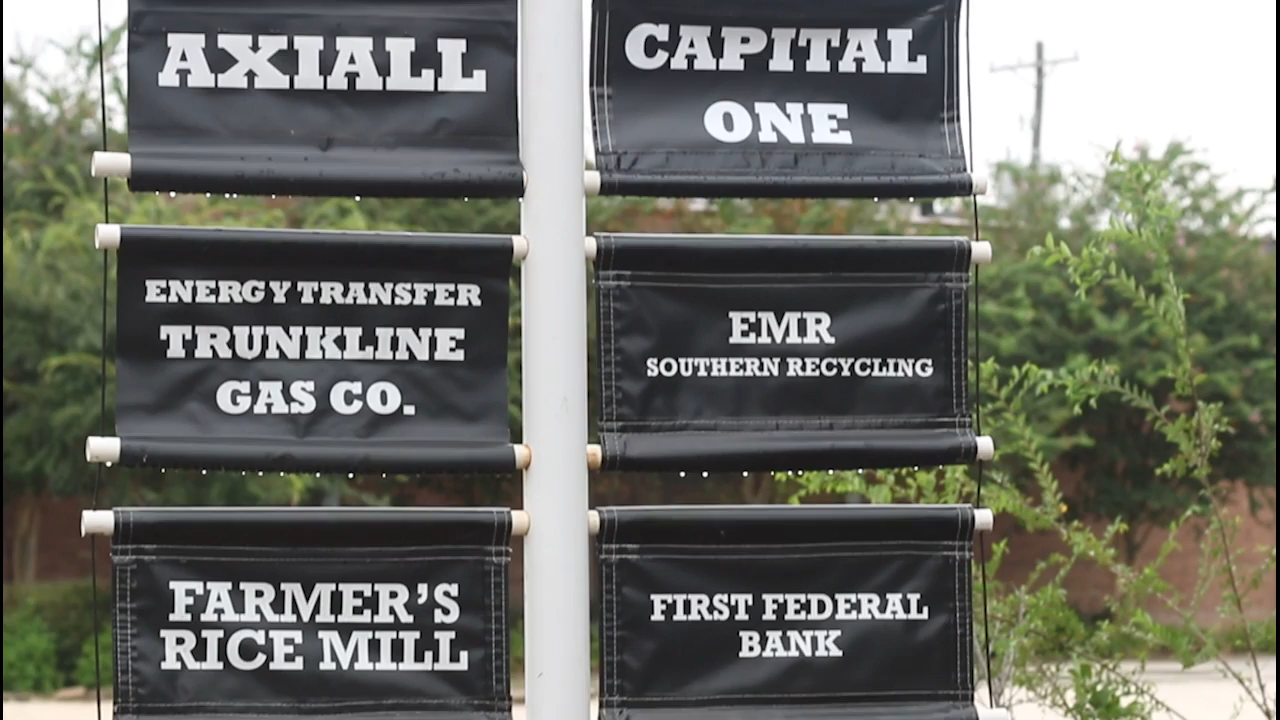 AXIALL
CAPITAL
ONE
ENERGY TRANSFER
TRUNKLINE
GAS CO.
EMR
SOUTHERN RECYCLING
FARMER'S
RICE MILL
FIRST FEDERAL
BANK